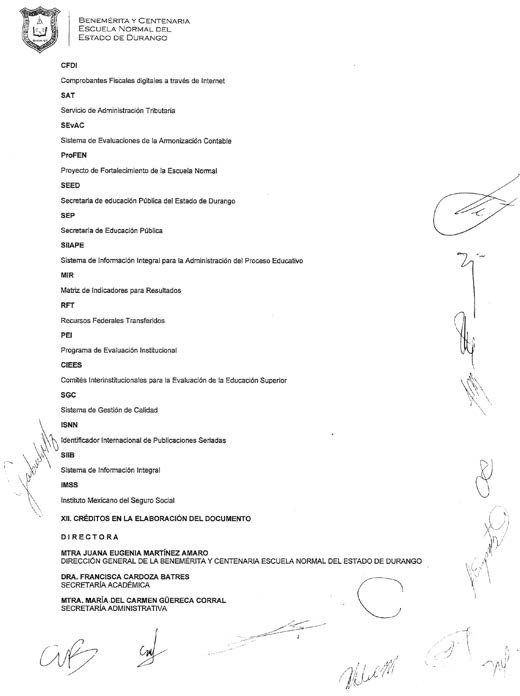 BENEMÉRITA Y CENTENARIA
ESCUELA NORMAL DEL
ESTADO DE DURANGO
CFDI
Comprobantes Fiscales digitales a través de Internet
SAT
Servicio de Administración Tributaria
SEvAC
Sistema de Evaluaciones de la Armonización Contable
ProFEN
Proyecto de Fortalecimiento de la Escuela Normal
SEED
Secretaría de educación Pública del Estado de Durango
SEP
Secretaría de Educación Pública
SIIAPE
Sistema de Información Integral para la Administración del Proceso Educativo
MIR
Matriz de Indicadores para Resultados
RFT
Recursos Federales Transferidos
PEI
Programa de Evaluación Institucional
CIEES
Comités Interinstitucionales para la Evaluación de la Educación Superior
SGC
Sistema de Gestión de Calidad
ISNN
Identificador Internacional de Publicaciones Seriadas
SIIB
Sistema de Información Integral
IMSS
Instituto Mexicano del Seguro Social
XII. CRÉDITOS EN LA ELABORACIÓN DEL DOCUMENTO
DIRECTORA
MTRA JUANA EUGENIA MARTÍNEZ AMARO
DIRECCIÓN GENERAL DE LA BENEMÉRITA Y CENTENARIA ESCUELA NORMAL DEL ESTADO DE DURANGO
DRA. FRANCISCA CARDOZA BATRES
SECRETARÍA ACADÉMICA
MTRA. MARÍA DEL CARMEN GÜERECA CORRAL
SECRETARÍA ADMINISTRATIVA